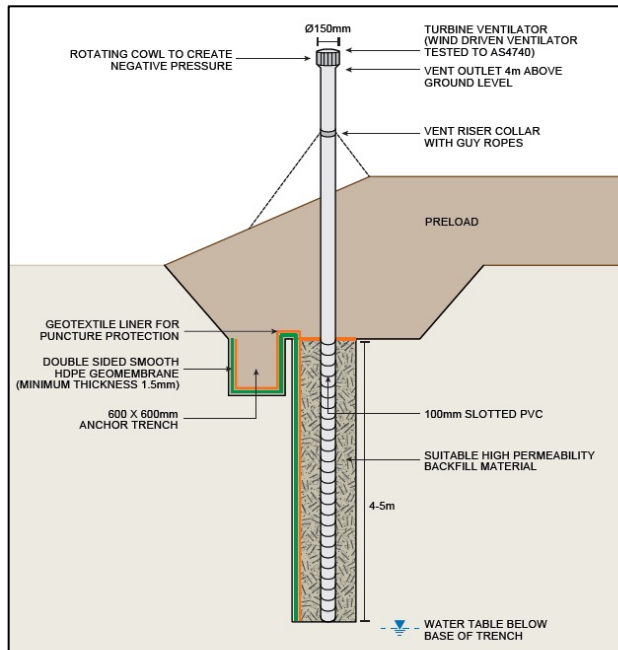 Ø150mm
ROTATING COWL TO CREATE
NEGATIVE PRESSURE
TURBINE VENTILATOR
(WIND DRIVEN VENTILATOR
TESTED TO AS4740)
VENT OUTLET 4m ABOVE
GROUND LEVEL
VENT RISER COLLAR
WITH GUY ROPES
PRELOAD
GEOTEXTILE LINER FOR
PUNCTURE PROTECTION
DOUBLE SIDED SMOOTH
HDPE GEOMEMBRANE
(MINIMUM THICKNESS 1.5mm)
600 X 600mm
ANCHOR TRENCH
100mm SLOTTED PVC
SUITABLE HIGH PERMEABILITY
BACKFILL MATERIAL
4-5m
WATER TABLE BELOW
BASE OF TRENCH